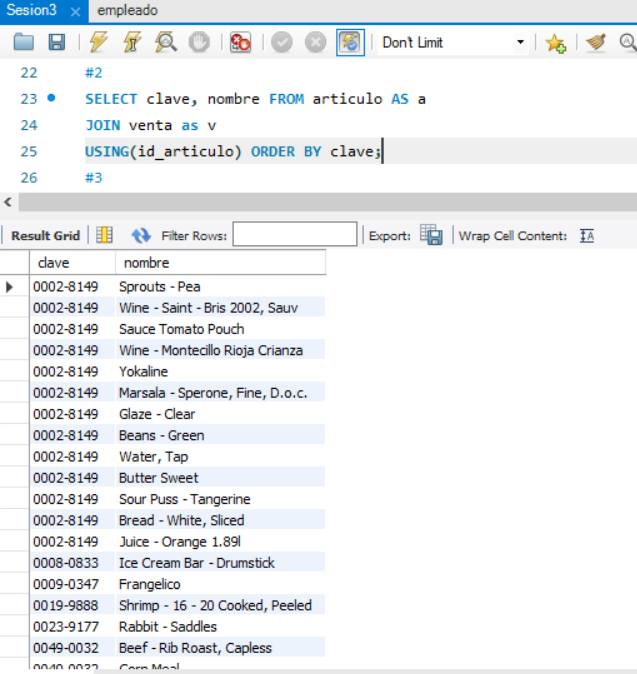 Sesion3 × empleado
Don't Limit
22 #2
23 SELECT clave, nombre FROM articulo AS a
24 JOIN venta as v
25 USING(id_articulo) ORDER BY clave;
26 #3
Result Grid Filter Rows: Export: Wrap Cell Content: IA
clave nombre
0002-8149 Sprouts - Pea
0002-8149 Wine - Saint - Bris 2002, Sauv
0002-8149 Sauce Tomato Pouch
0002-8149 Wine - Montecillo Rioja Crianza
0002-8149 Yokaline
0002-8149 Marsala - Sperone, Fine, D.o.c.
0002-8149 Glaze - Clear
0002-8149 Beans - Green
0002-8149 Water, Tap
0002-8149 Butter Sweet
0002-8149 Sour Puss - Tangerine
0002-8149 Bread - White, Sliced
0002-8149 Juice - Orange 1.89l
0008-0833 Ice Cream Bar - Drumstick
0009-0347 Frangelico
0019-9888 Shrimp - 16 - 20 Cooked, Peeled
0023-9177 Rabbit - Saddles
0049-0032 Beef - Rib Roast, Capless
0049-0032 Corn Meal